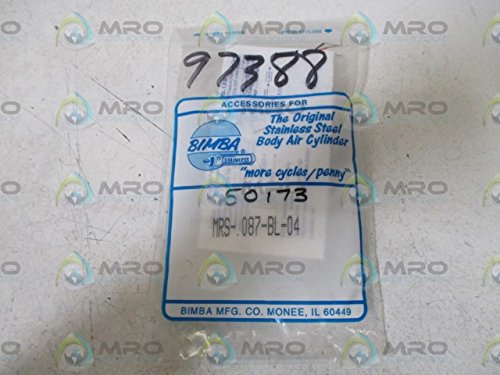 97388
ACCESSORIES FOR
BIMBA
®
The Original
Stainless Steel
Body Air Cylinder
"more cycles/penny"
50173
MRS-.087-BL-04
BIMBA MFG. CO. MONEE, IL 60449
MRO